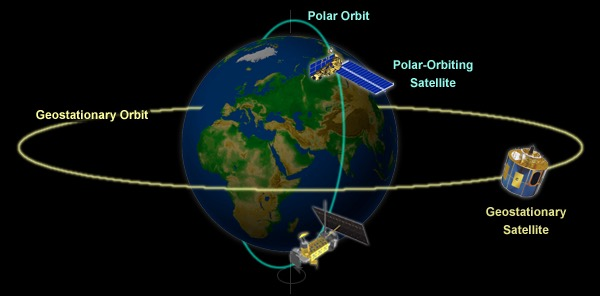 Polar Orbit
Polar-Orbiting
Satellite
Geostationary Orbit
Geostationary
Satellite